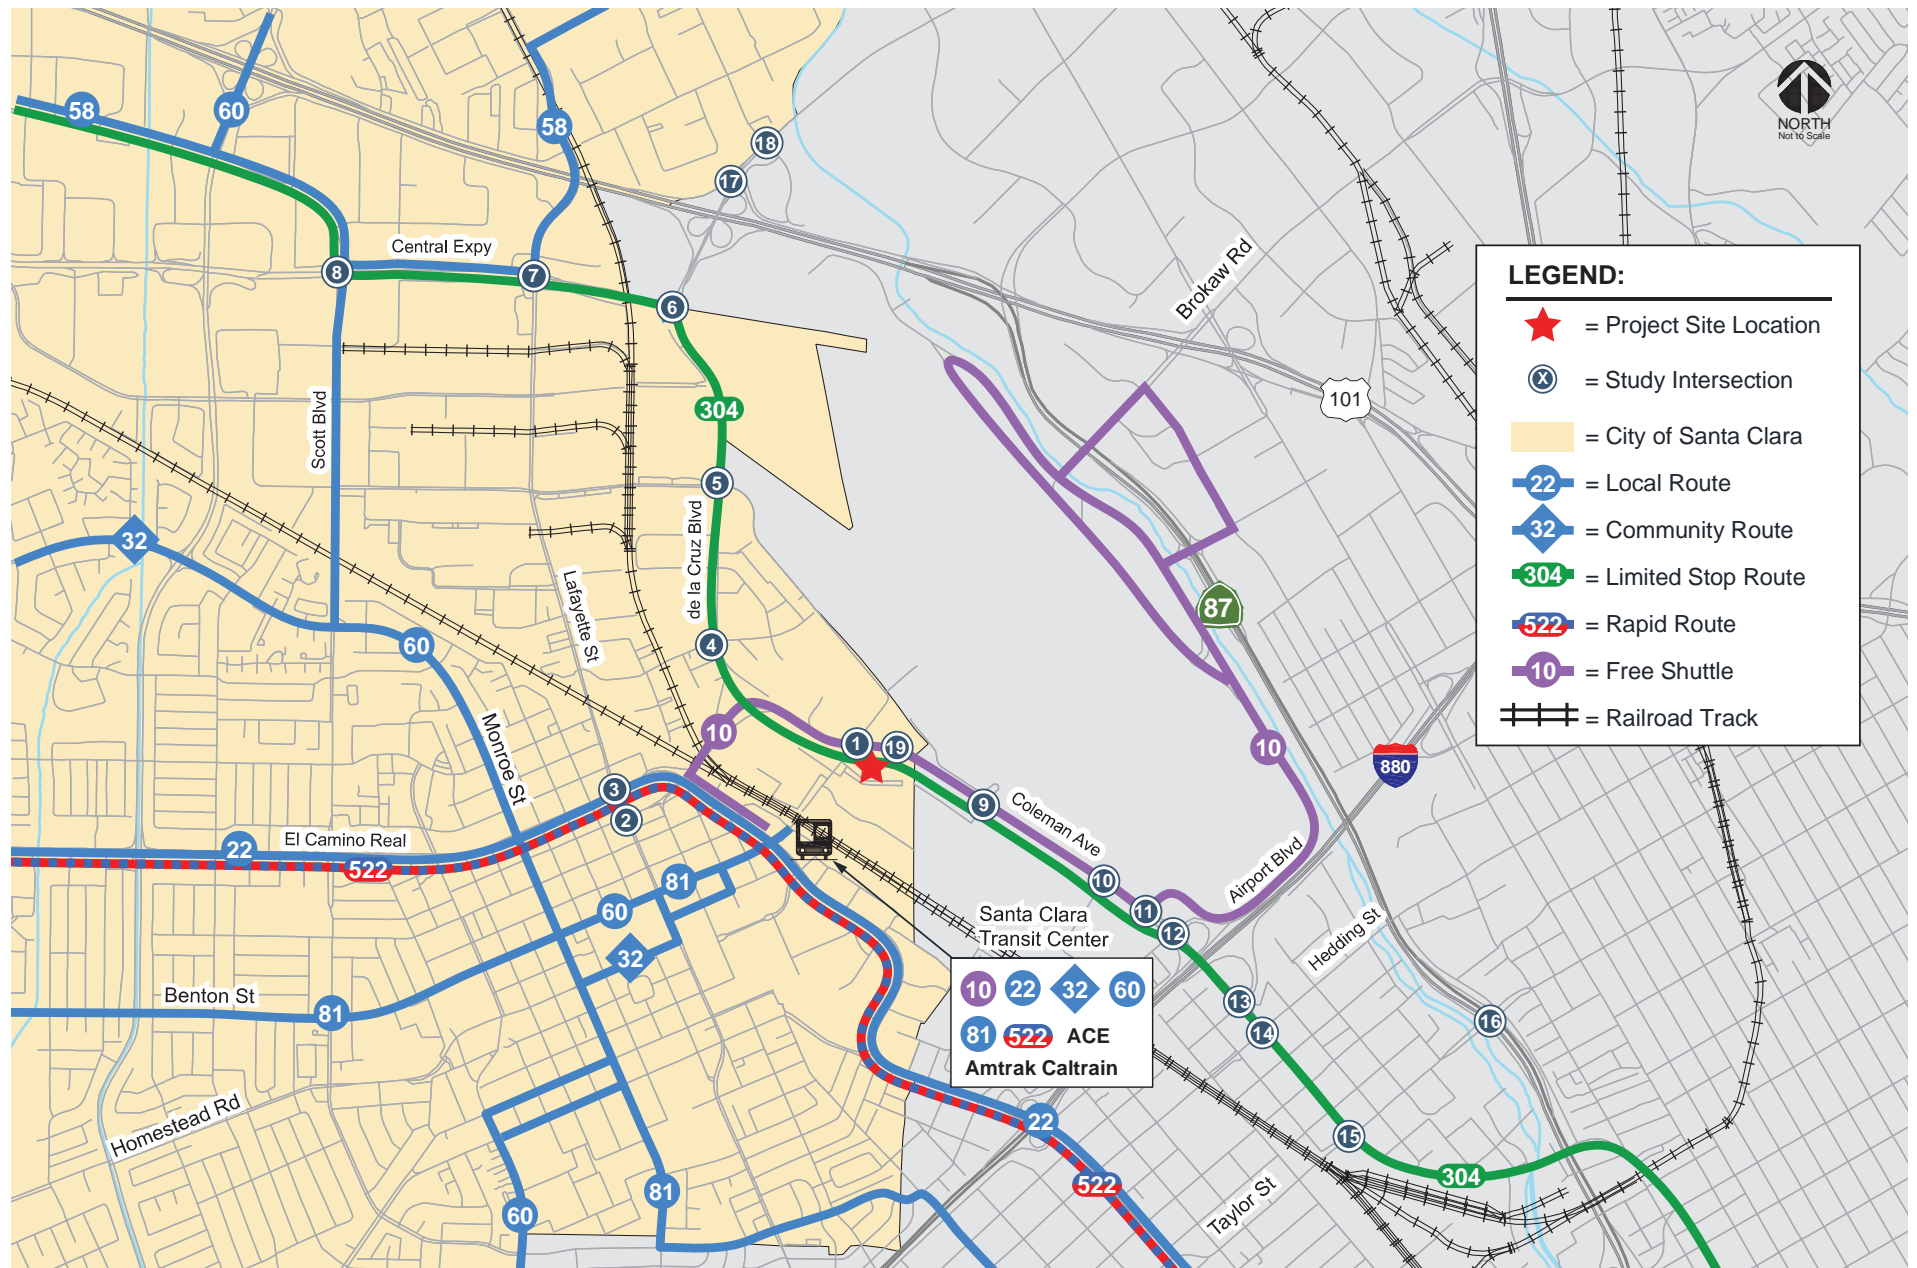 58
60
58
18
17
NORTH
Not to Scale
Central Expy
8
7
6
Brokaw Rd
101
LEGEND:
= Project Site Location
X = Study Intersection
= City of Santa Clara
22 = Local Route
32 = Community Route
304 = Limited Stop Route
522 = Rapid Route
10 = Free Shuttle
= Railroad Track
Scott Blvd
304
5
de la Cruz Blvd
32
Lafayette St
87
60
4
Monroe St
10
1
19
10
880
3
2
9
Coleman Ave
El Camino Real
22
522
81
10
Airport Blvd
60
11
12
Santa Clara
Transit Center
Hedding St
32
10 22 32 60
81 522 ACE
Amtrak Caltrain
Benton St
81
13
14
16
Homestead Rd
22
15
522
304
81
60
Taylor St